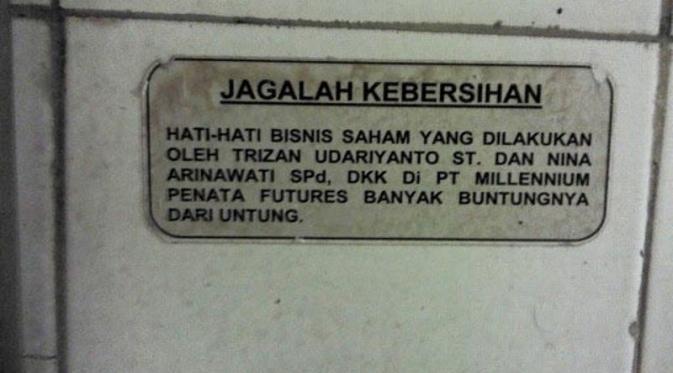 JAGALAH KEBERSIHAN
HATI-HATI BISNIS SAHAM YANG DILAKUKAN
OLEH TRIZAN UDARIYANTO ST. DAN NINA
ARINAWATI SPd, DKK Di PT MILLENNIUM
PENATA FUTURES BANYAK BUNTUNGNYA
DARI UNTUNG.